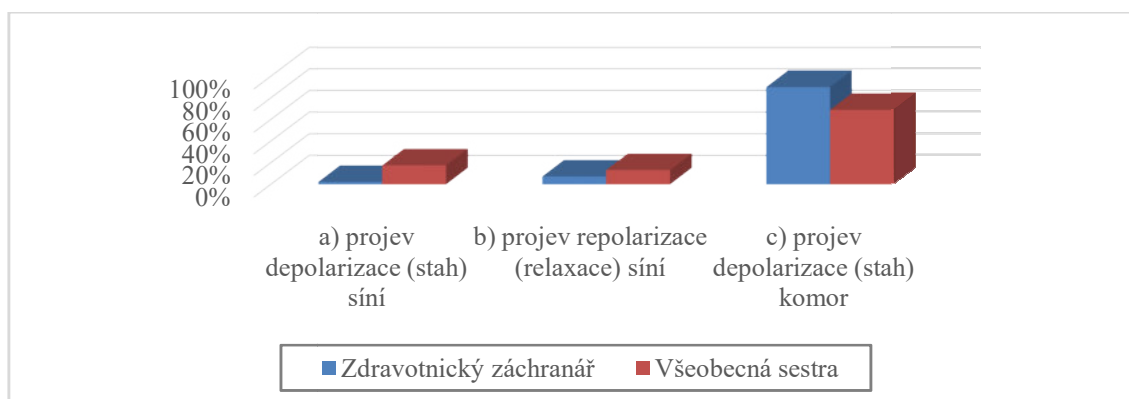 100%
80%
60%
40%
20%
0%
a) projev
depolarizace (stah)
síní
b) projev repolarizace
(relaxace) síní
c) projev
depolarizace (stah)
komor
Zdravotnický záchranář
Všeobecná sestra